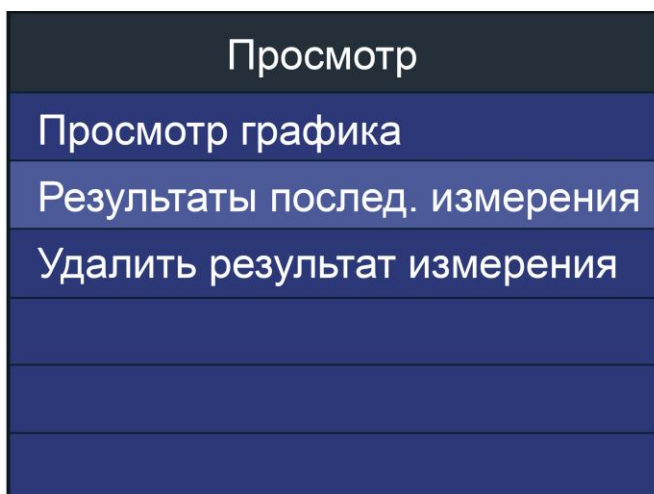 Просмотр
Просмотр графика
Результаты послед. измерения
Удалить результат измерения